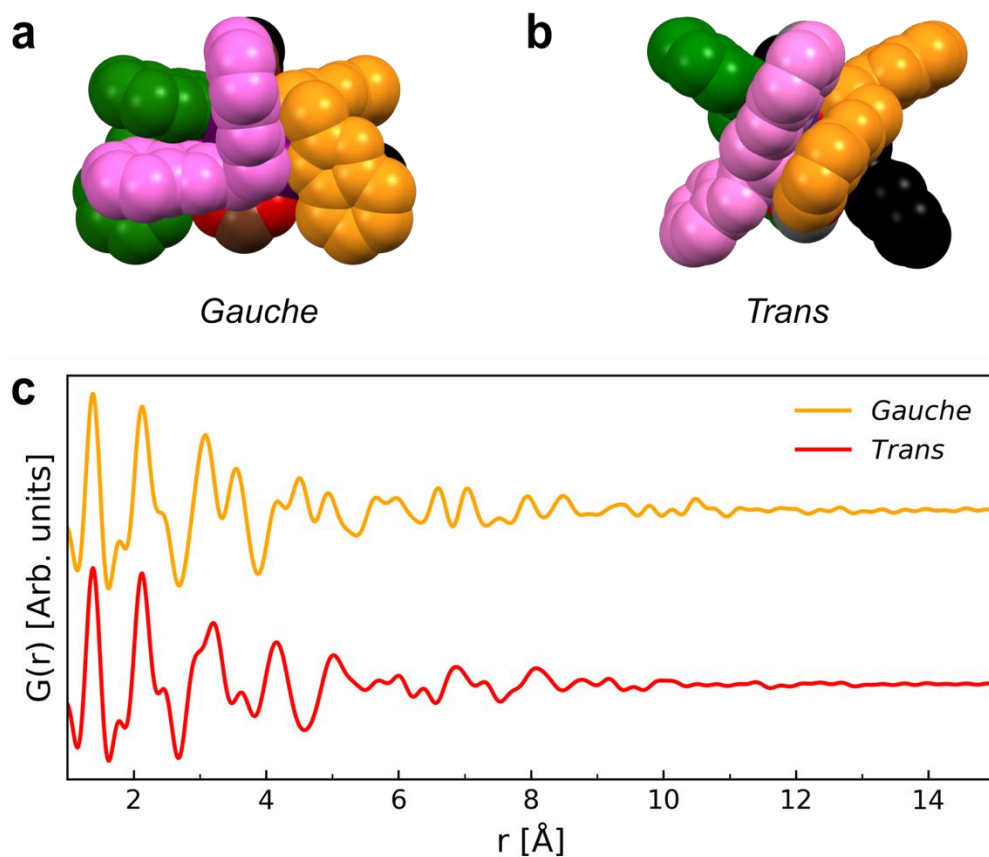 a
b
Gauche
Trans
c
Gauche
Trans
G(r) [Arb. units]
2 4 6 8 10 12 14
r [Å]